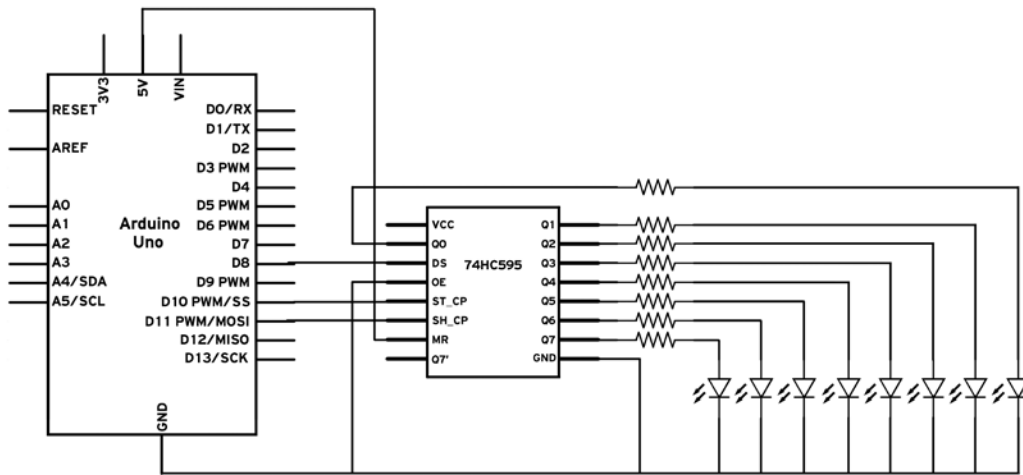 3V3
5V
VIN
RESET
AREF
A0
A1
A2
A3
A4/SDA
A5/SCL
Arduino
Uno
D0/RX
D1/TX
D2
D3 PWM
D4
D5 PWM
D6 PWM
D7
D8
D9 PWM
D10 PWM/SS
D11 PWM/MOSI
D12/MISO
D13/SCK
GND
VCC
Q0
DS
OE
ST_CP
SH_CP
MR
Q7'
74HC595
Q1
Q2
Q3
Q4
Q5
Q6
Q7
GND